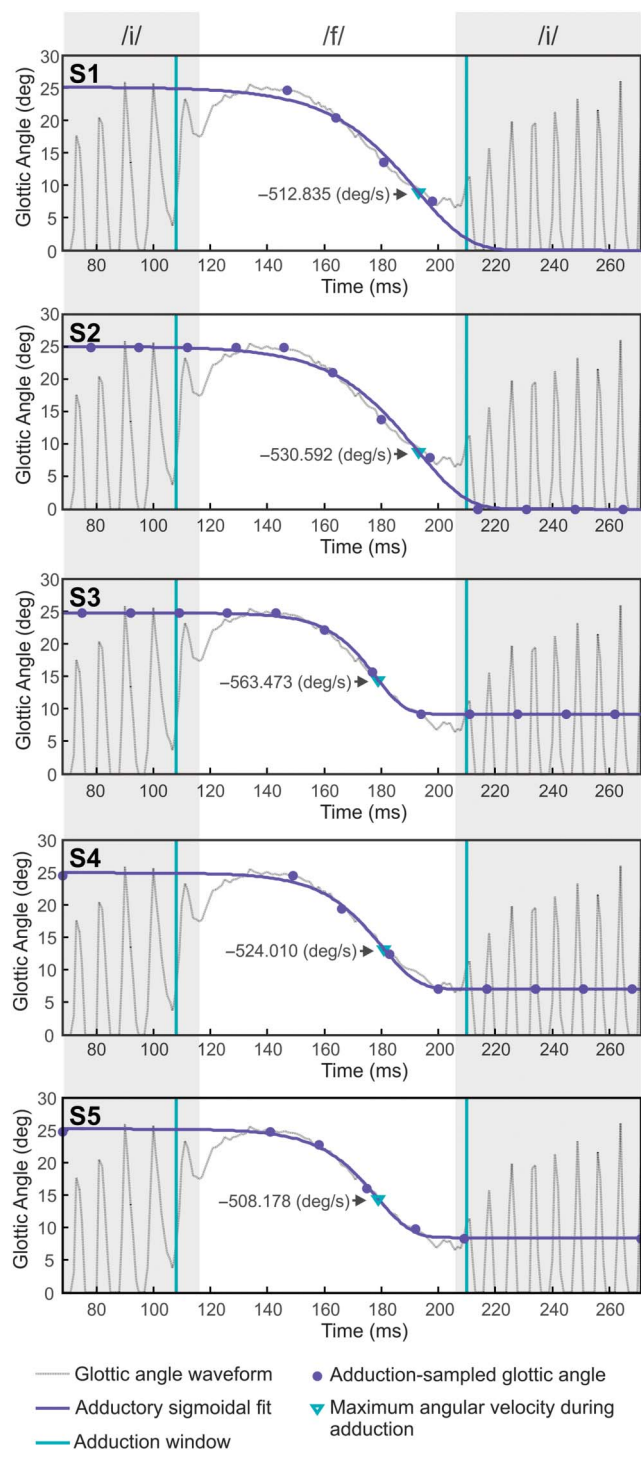 /i/ /f/ /i/
S1
Glottic Angle (deg)
30
25
20
15
10
5
0
−512.835 (deg/s)
80 100 120 140 160 180 200 220 240 260
Time (ms)
S2
Glottic Angle (deg)
30
25
20
15
10
5
0
−530.592 (deg/s)
80 100 120 140 160 180 200 220 240 260
Time (ms)
S3
Glottic Angle (deg)
30
25
20
15
10
5
0
−563.473 (deg/s)
80 100 120 140 160 180 200 220 240 260
Time (ms)
S4
Glottic Angle (deg)
30
25
20
15
10
5
0
−524.010 (deg/s)
80 100 120 140 160 180 200 220 240 260
Time (ms)
S5
Glottic Angle (deg)
30
25
20
15
10
5
0
−508.178 (deg/s)
80 100 120 140 160 180 200 220 240 260
Time (ms)
Glottic angle waveform
Adductory sigmoidal fit
Adduction window
Adduction-sampled glottic angle
Maximum angular velocity during
adduction